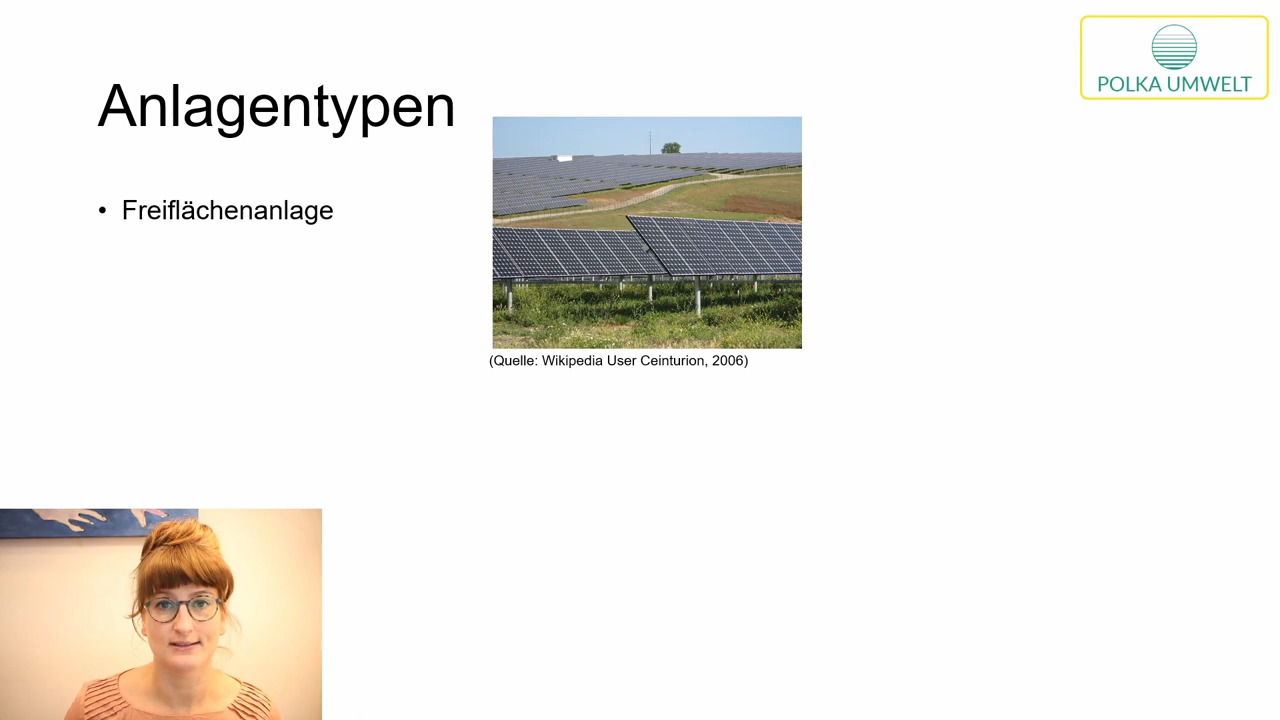 POLKA UMWELT
Anlagentypen
• Freiflächenanlage
(Quelle: Wikipedia User Ceinturion, 2006)